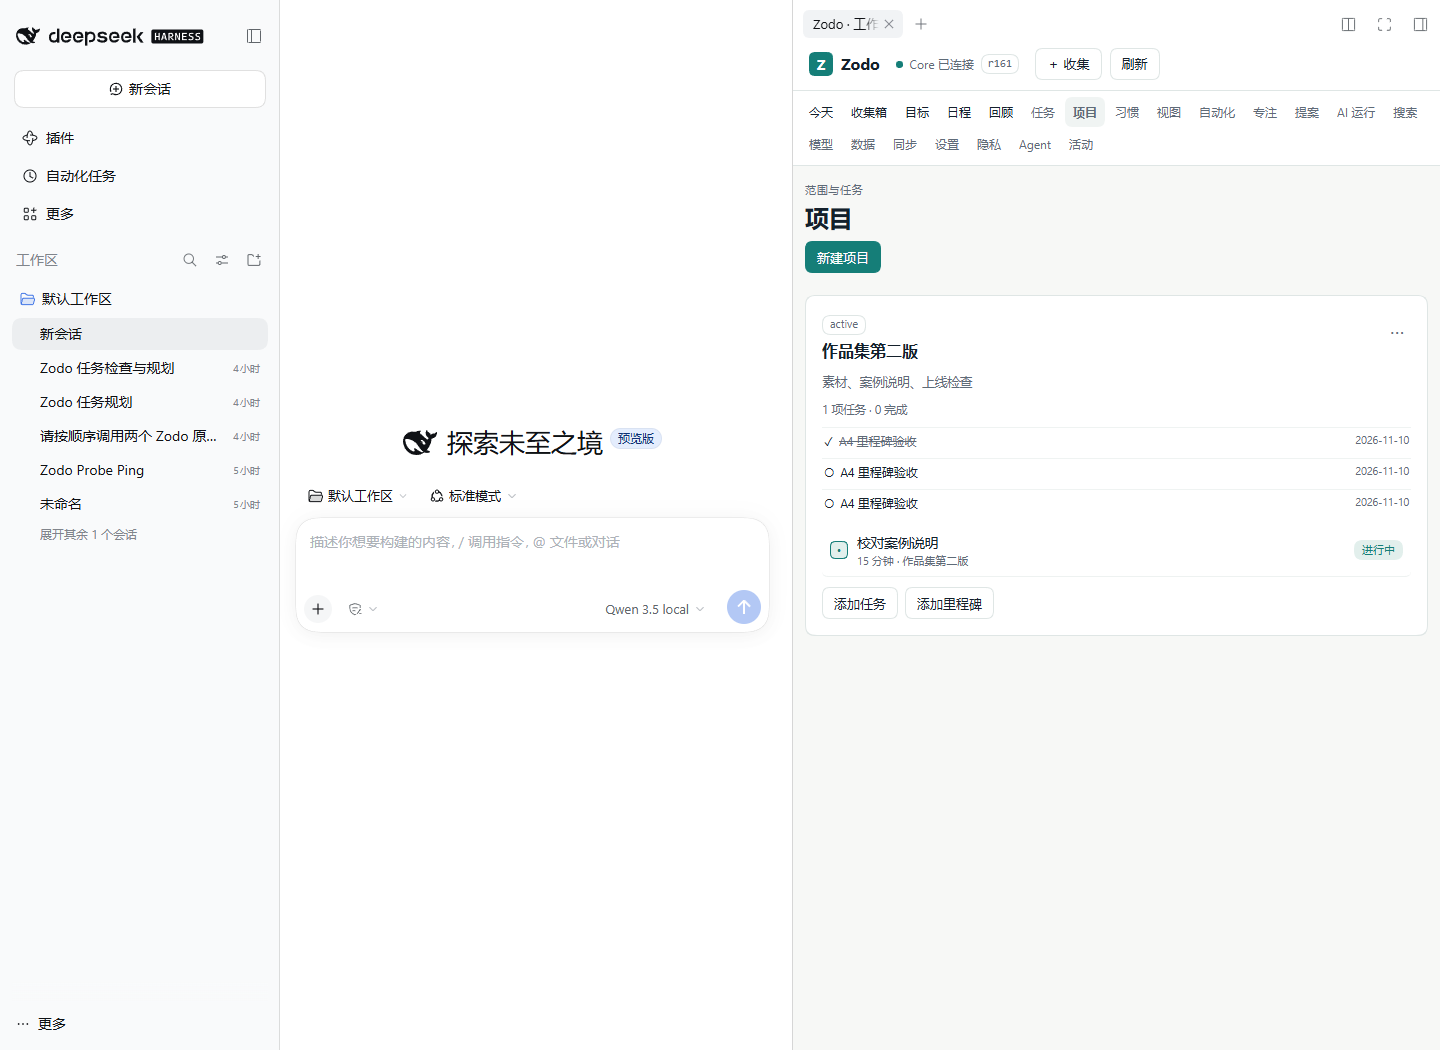 deepseek HARNESS
新会话
插件
自动化任务
更多
工作区
默认工作区
新会话
Zodo 任务检查与规划 4小时
Zodo 任务规划 4小时
请按顺序调用两个 Zodo 原... 4小时
Zodo Probe Ping 5小时
未命名 5小时
展开其余 1 个会话
... 更多
探索未至之境 预览版
默认工作区 标准模式
描述你想要构建的内容, / 调用指令, @ 文件或对话
Qwen 3.5 local
Zodo · 工作
Z Zodo Core 已连接 r161 + 收集 刷新
今天 收集箱 目标 日程 回顾 任务 项目 习惯 视图 自动化 专注 提案 AI 运行 搜索
模型 数据 同步 设置 隐私 Agent 活动
范围与任务
项目
新建项目
active
作品集第二版
素材、案例说明、上线检查
1 项任务 · 0 完成
✓ A4 里程碑验收 2026-11-10
A4 里程碑验收 2026-11-10
A4 里程碑验收 2026-11-10
校对案例说明 进行中
15 分钟 · 作品集第二版
添加任务 添加里程碑